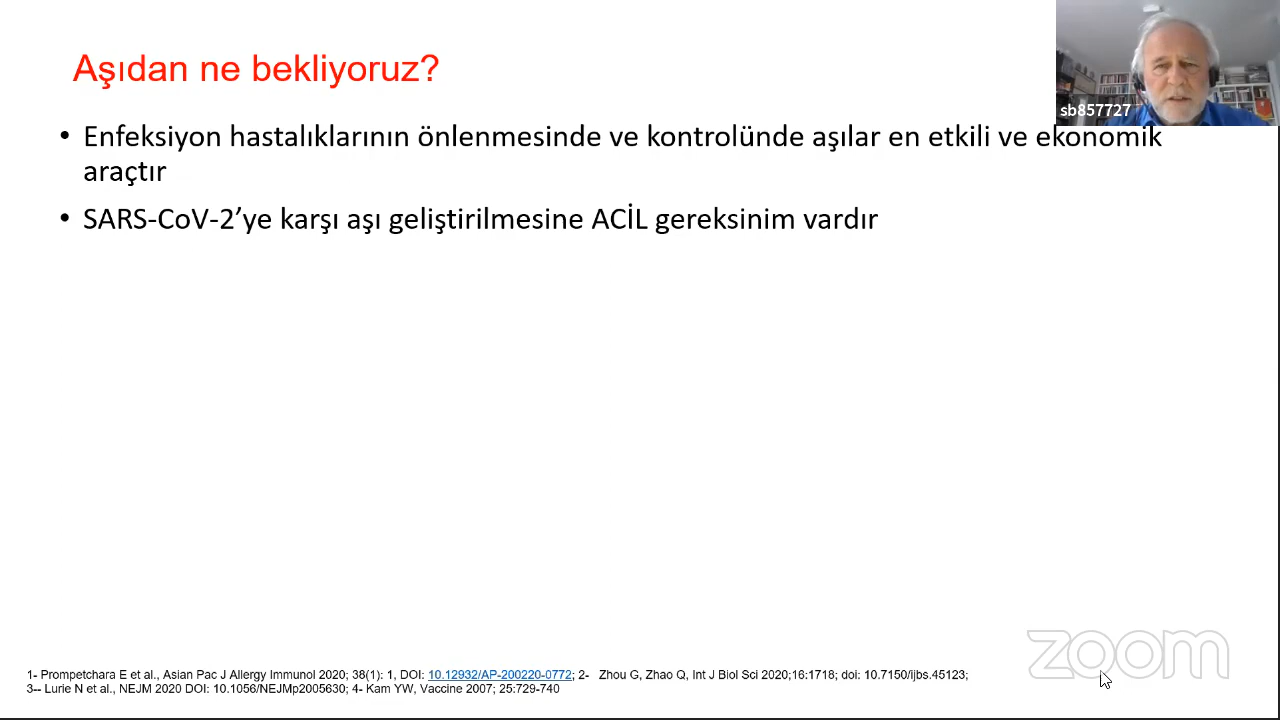 Aşıdan ne bekliyoruz?
sb857727
• Enfeksiyon hastalıklarının önlenmesinde ve kontrolünde aşılar en etkili ve ekonomik
araçtır
• SARS-CoV-2’ye karşı aşı geliştirilmesine ACİL gereksinim vardır
zoom
1- Prompetchara E et al., Asian Pac J Allergy Immunol 2020; 38(1): 1, DOI: 10.12932/AP-200220-0772; 2- Zhou G, Zhao Q, Int J Biol Sci 2020;16:1718; doi: 10.7150/ijbs.45123;
3-- Lurie N et al., NEJM 2020 DOI: 10.1056/NEJMp2005630; 4- Kam YW, Vaccine 2007; 25:729-740